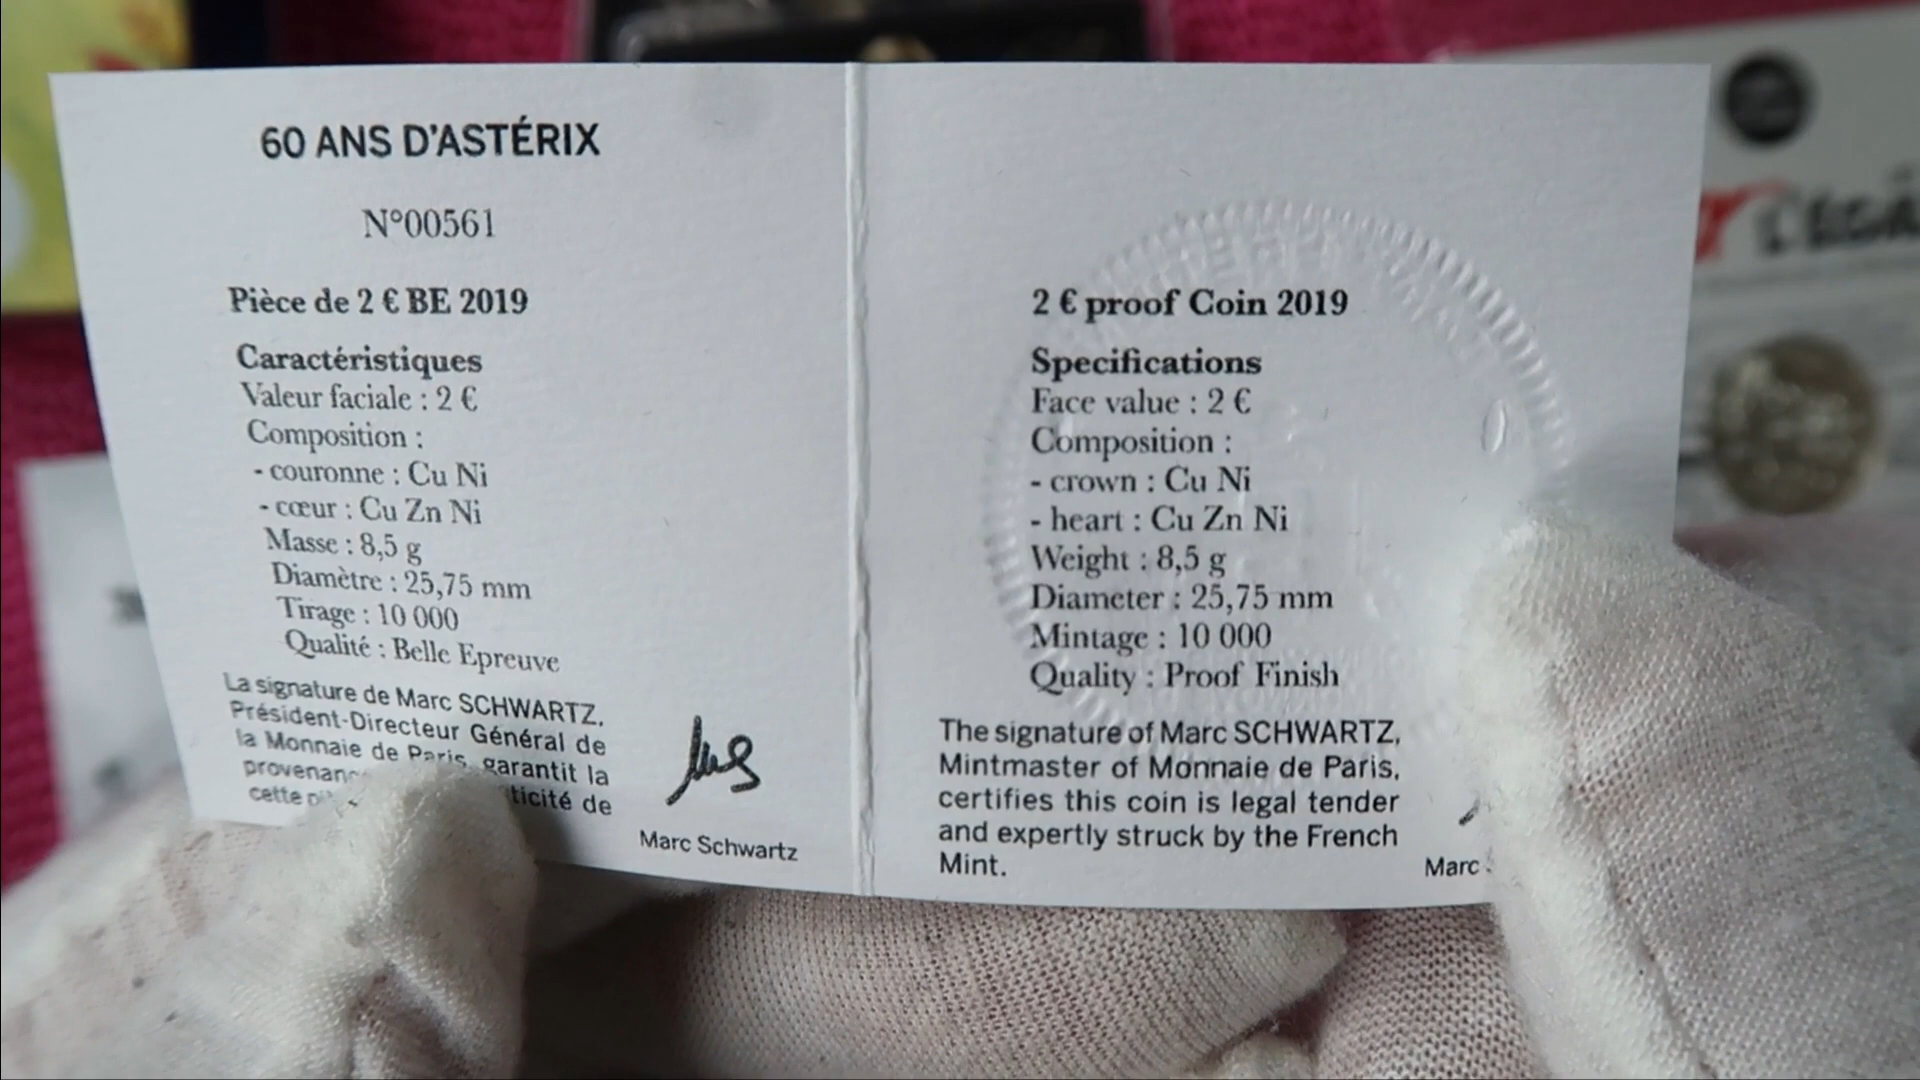 60 ANS D'ASTÉRIX
N°00561
Pièce de 2 € BE 2019
Caractéristiques
Valeur faciale : 2 €
Composition :
- couronne : Cu Ni
- cœur : Cu Zn Ni
Masse : 8,5 g
Diamètre : 25,75 mm
Tirage : 10 000
Qualité : Belle Epreuve
La signature de Marc SCHWARTZ,
Président-Directeur Général de
la Monnaie de Paris, garantit la
de
cette
Marc Schwartz
2 € proof Coin 2019
Specifications
Face value : 2 €
Composition :
- crown : Cu Ni
- heart : Cu Zn Ni
Weight : 8,5 g
Diameter : 25,75 mm
Mintage : 10 000
Quality : Proof Finish
The signature of Marc SCHWARTZ,
Mintmaster of Monnaie de Paris,
certifies this coin is legal tender
and expertly struck by the French
Mint.
Marc